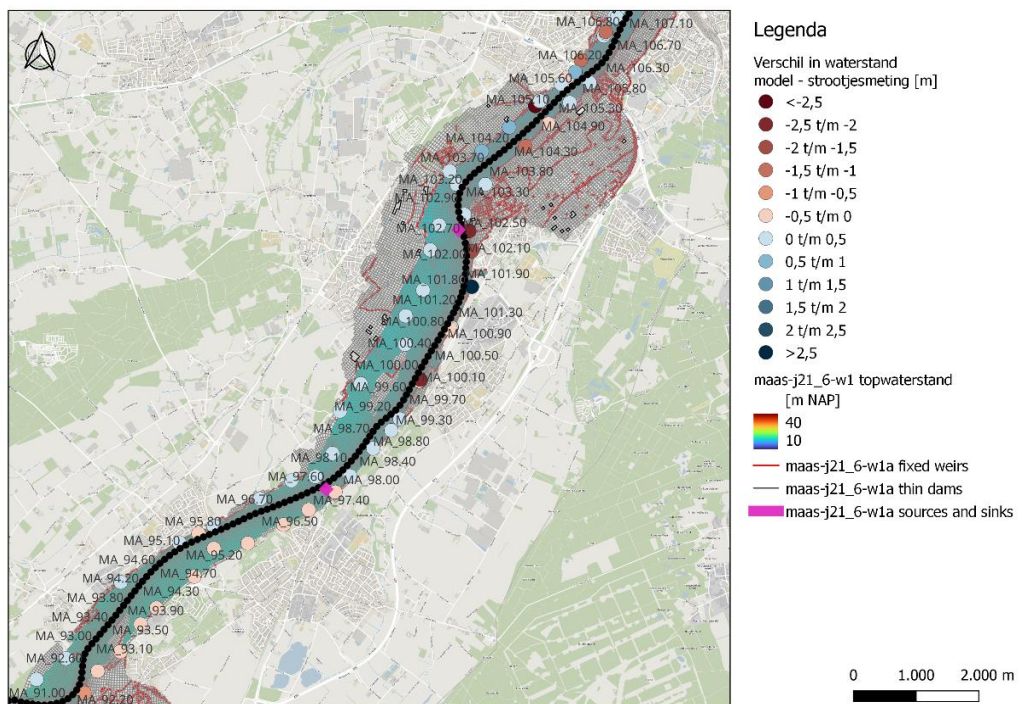 MA_106.80
MA_107.10
MA_106.70
MA_106.20
MA_106.30
MA_105.60
MA_105.80
MA_105.10
MA_105.30
MA_104.90
MA_104.20
MA_104.30
MA_103.70
MA_103.80
MA_103.20
MA_103.30
MA_102.90
MA_102.50
MA_102.70
MA_102.10
MA_102.00
MA_101.90
MA_101.80
MA_101.20
MA_101.30
MA_100.80
MA_100.90
MA_100.40
MA_100.50
MA_100.00
MA_100.10
MA_99.60
MA_99.70
MA_99.20
MA_99.30
MA_98.70
MA_98.80
MA_98.10
MA_98.40
MA_97.60
MA_98.00
MA_97.40
MA_96.70
MA_96.50
MA_95.80
MA_95.10
MA_95.20
MA_94.60
MA_94.70
MA_94.20
MA_94.30
MA_93.80
MA_93.90
MA_93.40
MA_93.50
MA_93.00
MA_93.10
MA_92.60
MA_91.00
MA_92.20
Legenda
Verschil in waterstand
model - strootjesmeting [m]
<-2,5
-2,5 t/m -2
-2 t/m -1,5
-1,5 t/m -1
-1 t/m -0,5
-0,5 t/m 0
0 t/m 0,5
0,5 t/m 1
1 t/m 1,5
1,5 t/m 2
2 t/m 2,5
>2,5
maas-j21_6-w1 topwaterstand
[m NAP]
40
10
maas-j21_6-w1a fixed weirs
maas-j21_6-w1a thin dams
maas-j21_6-w1a sources and sinks
0 1.000 2.000 m